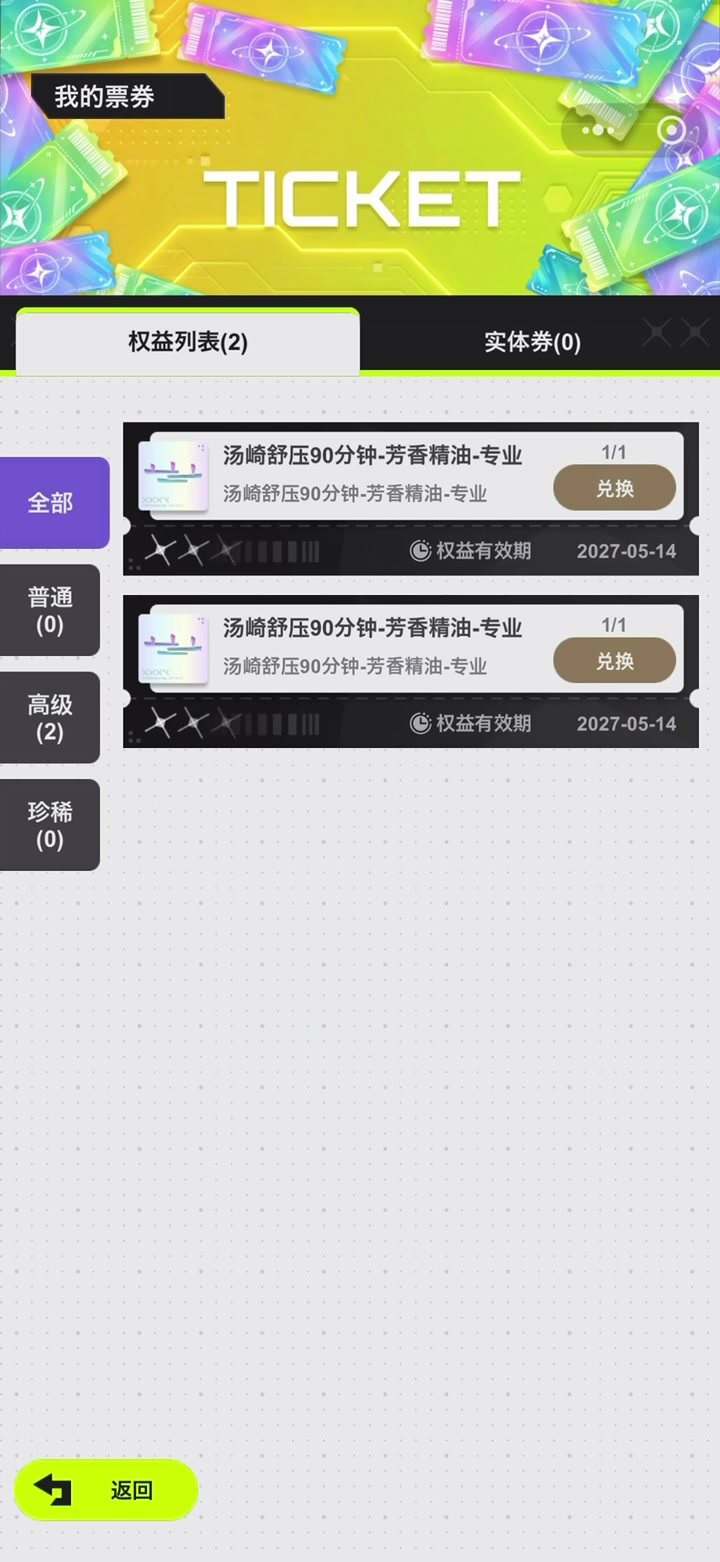 我的票券
TICKET
权益列表(2)
实体券(0)
全部
普通
(0)
高级
(2)
珍稀
(0)
汤崎舒压90分钟-芳香精油-专业
汤崎舒压90分钟-芳香精油-专业
1/1
兑换
权益有效期 2027-05-14
汤崎舒压90分钟-芳香精油-专业
汤崎舒压90分钟-芳香精油-专业
1/1
兑换
权益有效期 2027-05-14
返回